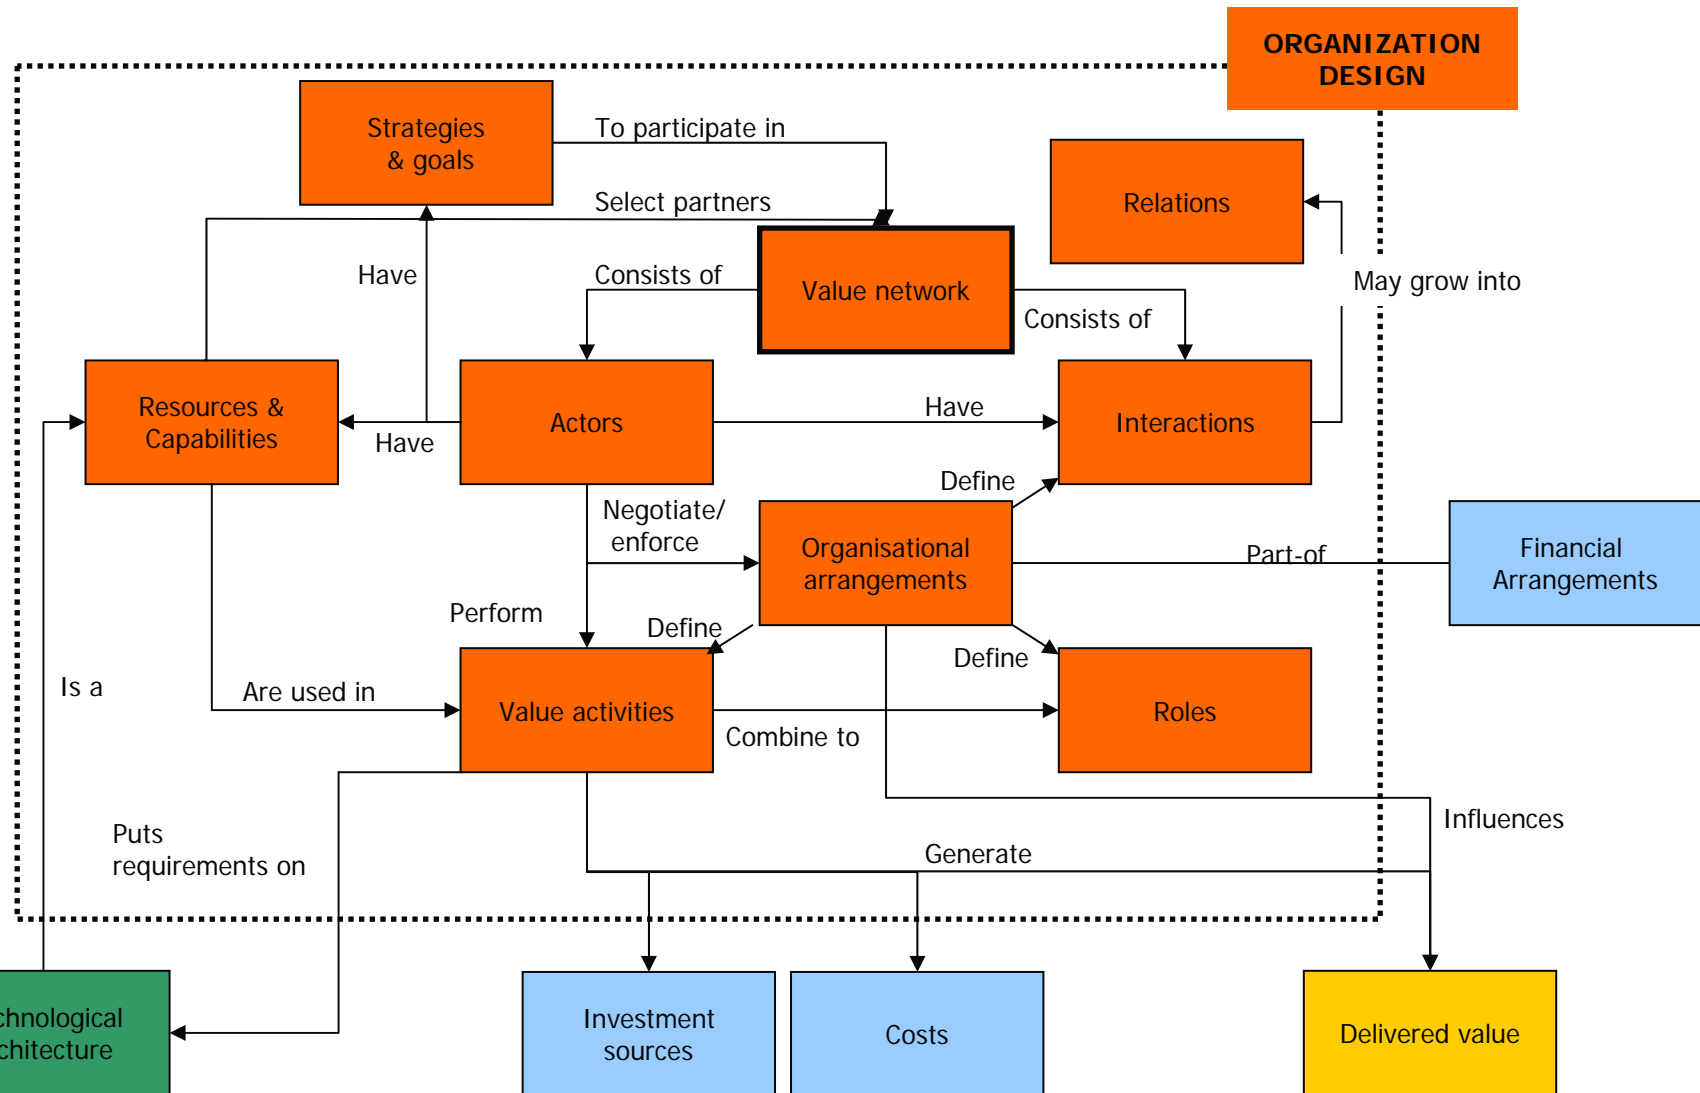 ORGANIZATION
DESIGN
Strategies
& goals
To participate in
Select partners
Relations
Have
Consists of
Value network
May grow into
Consists of
Resources &
Capabilities
Have
Actors
Have
Interactions
Define
Negotiate/
enforce
Organisational
arrangements
Part-of
Financial
Arrangements
Perform
Define
Define
Is a
Are used in
Value activities
Combine to
Roles
Puts
requirements on
Generate
Influences
chnological
chitecture
Investment
sources
Costs
Delivered value